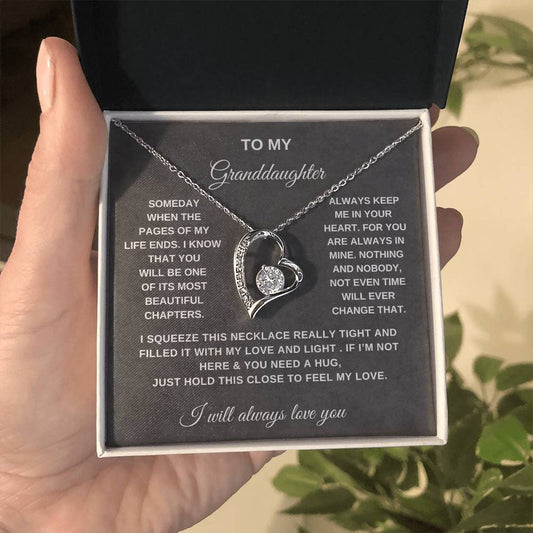 TO MY
Granddaughter
SOMEDAY
WHEN THE
PAGES OF MY
LIFE ENDS. I KNOW
THAT YOU
WILL BE ONE
OF ITS MOST
BEAUTIFUL
CHAPTERS.
ALWAYS KEEP
ME IN YOUR
HEART. FOR YOU
ARE ALWAYS IN
MINE. NOTHING
AND NOBODY,
NOT EVEN TIME
WILL EVER
CHANGE THAT.
I SQUEEZE THIS NECKLACE REALLY TIGHT AND
FILLED IT WITH MY LOVE AND LIGHT . IF I'M NOT
HERE & YOU NEED A HUG,
JUST HOLD THIS CLOSE TO FEEL MY LOVE.
I will always love you